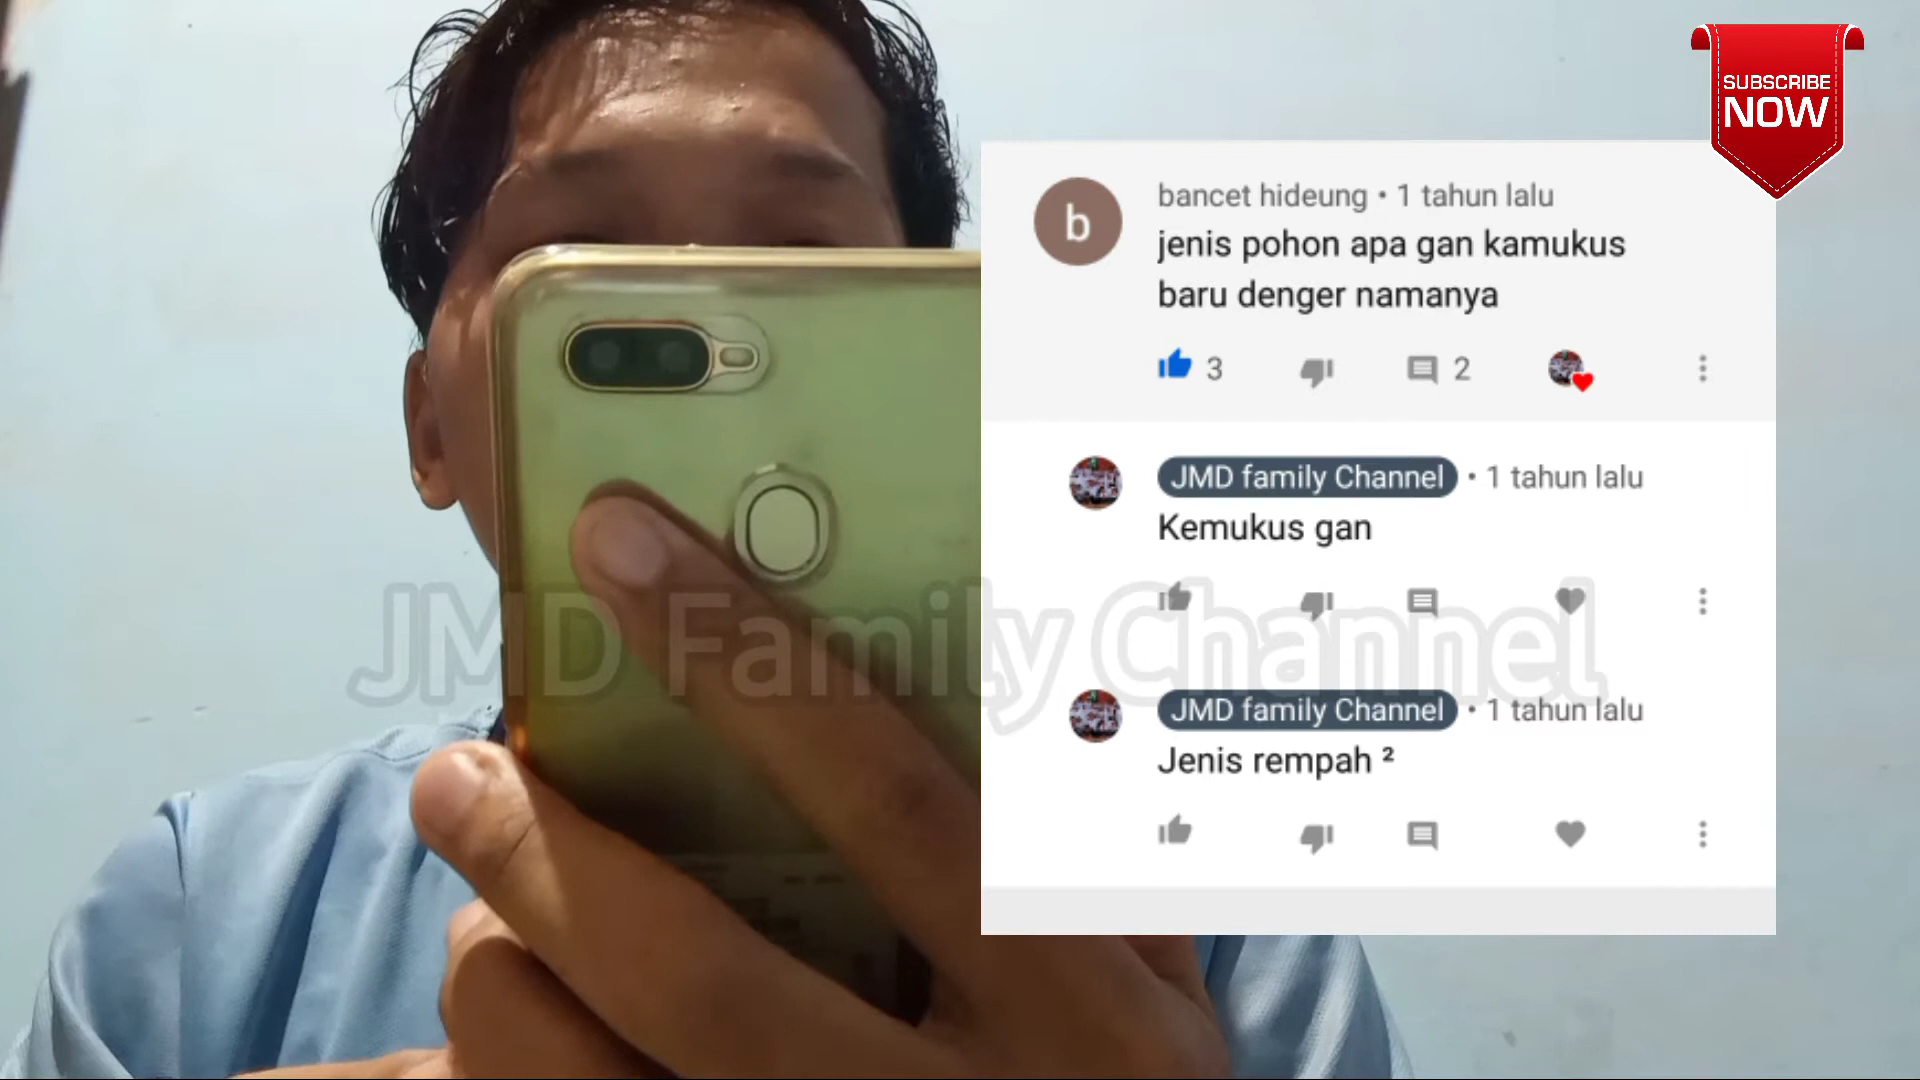 SUBSCRIBE
NOW
b
bancet hideung • 1 tahun lalu
jenis pohon apa gan kamukus
baru denger namanya
3
2
JMD family Channel • 1 tahun lalu
Kemukus gan
JMD Family Channel
JMD family Channel • 1 tahun lalu
Jenis rempah ²